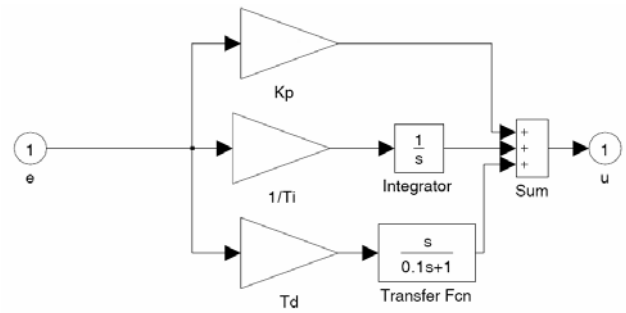 Kp
1
e
1/Ti
1
s
Integrator
+
+
+
Sum
1
u
Td
s
0.1s+1
Transfer Fcn